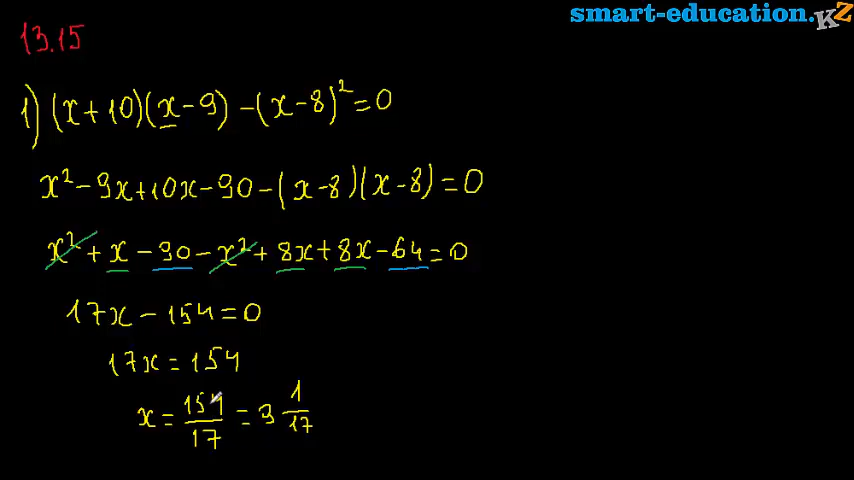 smart-education.KZ
13.15
1) (x+10)(x-9) -(x-8)²=0
x²-9x+10x-90-(x-8)(x-8)=0
x²+x-90-x²+8x+8x-64=0
17x-154=0
17x=154
x=154/17=9 1/17